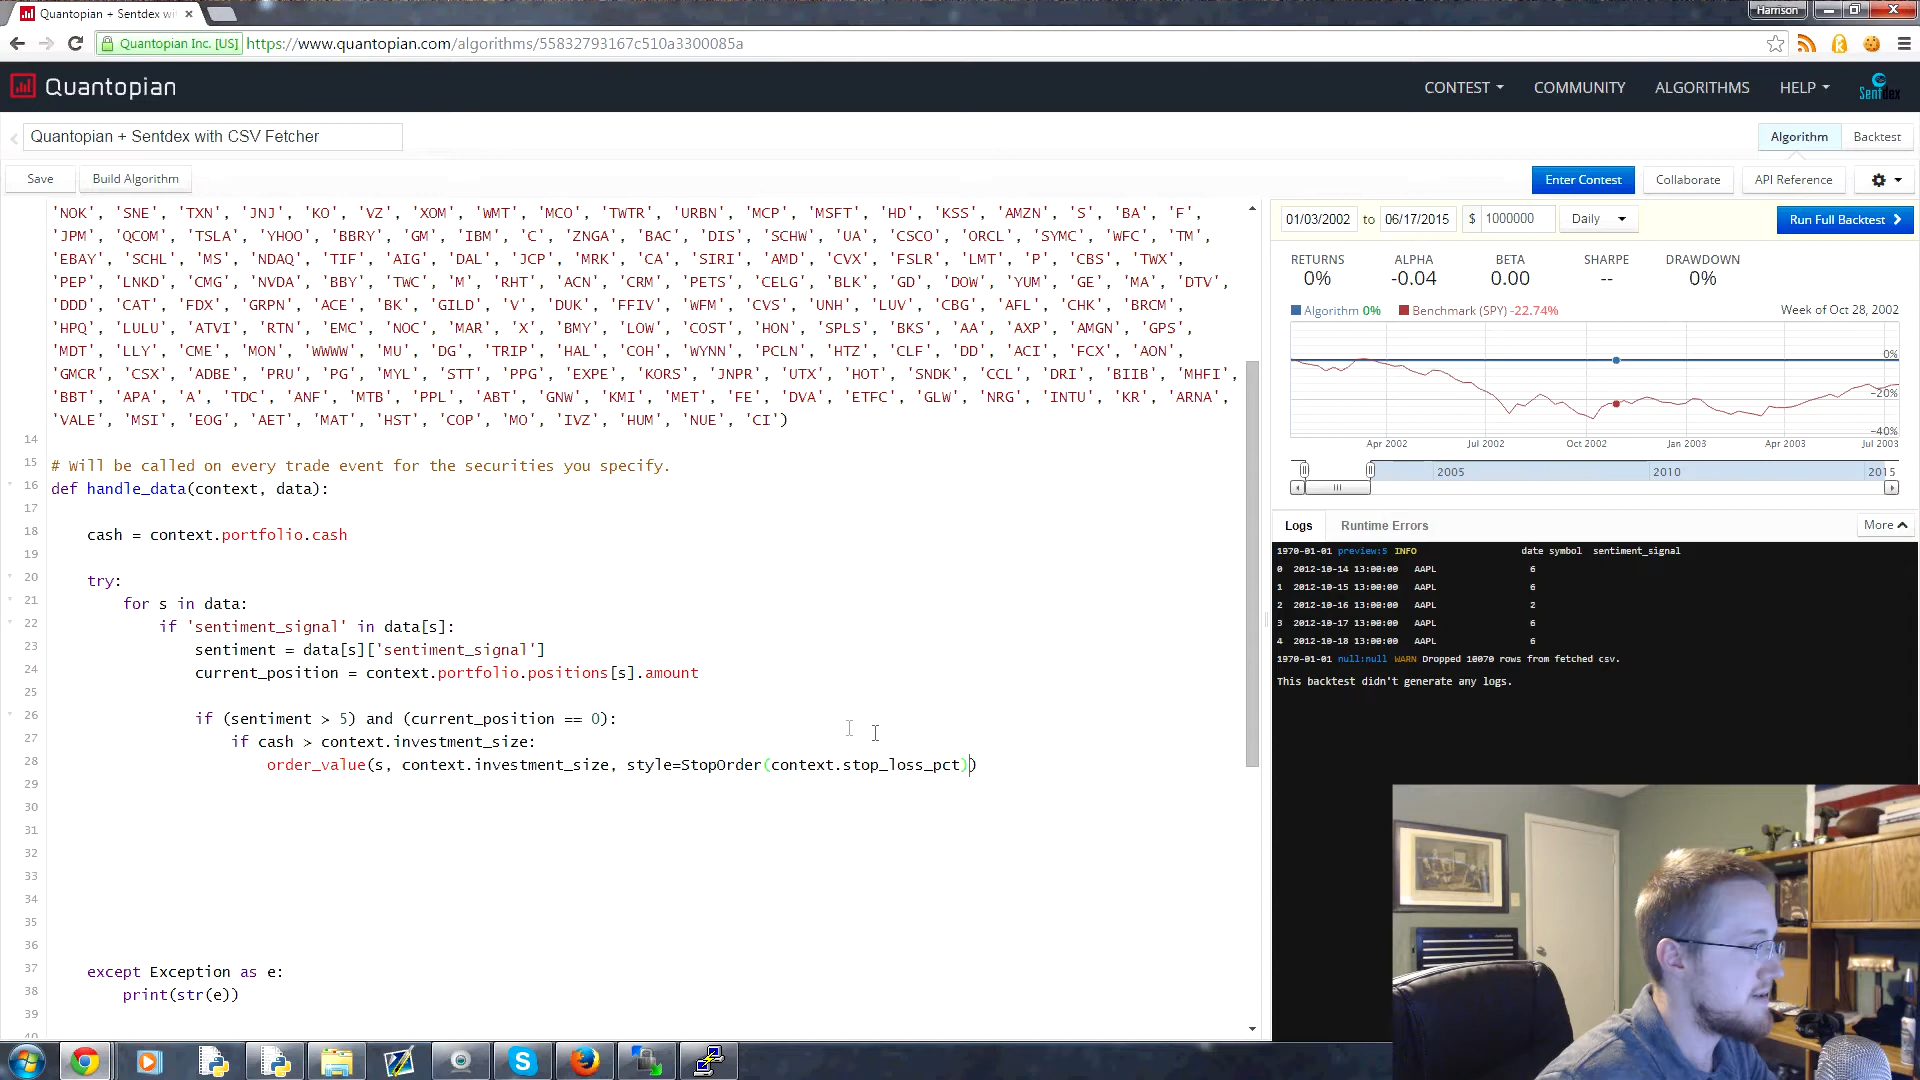 Quantopian + Sentdex wit
Harrison
Quantopian Inc. [US]
https://www.quantopian.com/algorithms/55832793167c510a3300085a
Quantopian
CONTEST
COMMUNITY
ALGORITHMS
HELP
Sentdex
Quantopian + Sentdex with CSV Fetcher
Algorithm
Backtest
Save
Build Algorithm
Enter Contest
Collaborate
API Reference
'NOK', 'SNE', 'TXN', 'JNJ', 'KO', 'VZ', 'XOM', 'WMT', 'MCO', 'TWTR', 'URBN', 'MCP', 'MSFT', 'HD', 'KSS', 'AMZN', 'S', 'BA', 'F',
'JPM', 'QCOM', 'TSLA', 'YHOO', 'BBRY', 'GM', 'IBM', 'C', 'ZNGA', 'BAC', 'DIS', 'SCHW', 'UA', 'CSCO', 'ORCL', 'SYMC', 'WFC', 'TM',
'EBAY', 'SCHL', 'MS', 'NDAQ', 'TIF', 'AIG', 'DAL', 'JCP', 'MRK', 'CA', 'SIRI', 'AMD', 'CVX', 'FSLR', 'LMT', 'P', 'CBS', 'TWX',
'PEP', 'LNKD', 'CMG', 'NVDA', 'BBY', 'TWC', 'M', 'RHT', 'ACN', 'CRM', 'PETS', 'CELG', 'BLK', 'GD', 'DOW', 'YUM', 'GE', 'MA', 'DTV',
'DDD', 'CAT', 'FDX', 'GRPN', 'ACE', 'BK', 'GILD', 'V', 'DUK', 'FFIV', 'WFM', 'CVS', 'UNH', 'LUV', 'CBG', 'AFL', 'CHK', 'BRCM',
'HPQ', 'LULU', 'ATVI', 'RTN', 'EMC', 'NOC', 'MAR', 'X', 'BMY', 'LOW', 'COST', 'HON', 'SPLS', 'BKS', 'AA', 'AXP', 'AMGN', 'GPS',
'MDT', 'LLY', 'CME', 'MON', 'WWWW', 'MU', 'DG', 'TRIP', 'HAL', 'COH', 'WYNN', 'PCLN', 'HTZ', 'CLF', 'DD', 'ACI', 'FCX', 'AON',
'GMCR', 'CSX', 'ADBE', 'PRU', 'PG', 'MYL', 'STT', 'PPG', 'EXPE', 'KORS', 'JNPR', 'UTX', 'HOT', 'SNDK', 'CCL', 'DRI', 'BIIB', 'MHFI',
'BBT', 'APA', 'A', 'TDC', 'ANF', 'MTB', 'PPL', 'ABT', 'GNW', 'KMI', 'MET', 'FE', 'DVA', 'ETFC', 'GLW', 'NRG', 'INTU', 'KR', 'ARNA',
'VALE', 'MSI', 'EOG', 'AET', 'MAT', 'HST', 'COP', 'MO', 'IVZ', 'HUM', 'NUE', 'CI')
14
15 # Will be called on every trade event for the securities you specify.
16 def handle_data(context, data):
17
18 cash = context.portfolio.cash
19
20 try:
21 for s in data:
22 if 'sentiment_signal' in data[s]:
23 sentiment = data[s]['sentiment_signal']
24 current_position = context.portfolio.positions[s].amount
25
26 if (sentiment > 5) and (current_position == 0):
27 if cash > context.investment_size:
28 order_value(s, context.investment_size, style=StopOrder(context.stop_loss_pct))
29
30
31
32
33
34
35
36
37 except Exception as e:
38 print(str(e))
39
40
01/03/2002 to 06/17/2015 $ 1000000 Daily
Run Full Backtest
RETURNS ALPHA BETA SHARPE DRAWDOWN
0% -0.04 0.00 -- 0%
Algorithm 0% Benchmark (SPY) -22.74% Week of Oct 28, 2002
0%
-20%
-40%
Apr 2002 Jul 2002 Oct 2002 Jan 2003 Apr 2003 Jul 2003
2005 2010 2015
Logs
Runtime Errors
More
1970-01-01 preview:5 INFO date symbol sentiment_signal
0 2012-10-14 13:00:00 AAPL 6
1 2012-10-15 13:00:00 AAPL 6
2 2012-10-16 13:00:00 AAPL 2
3 2012-10-17 13:00:00 AAPL 6
4 2012-10-18 13:00:00 AAPL 6
1970-01-01 null:null WARN Dropped 10070 rows from fetched csv.
This backtest didn't generate any logs.